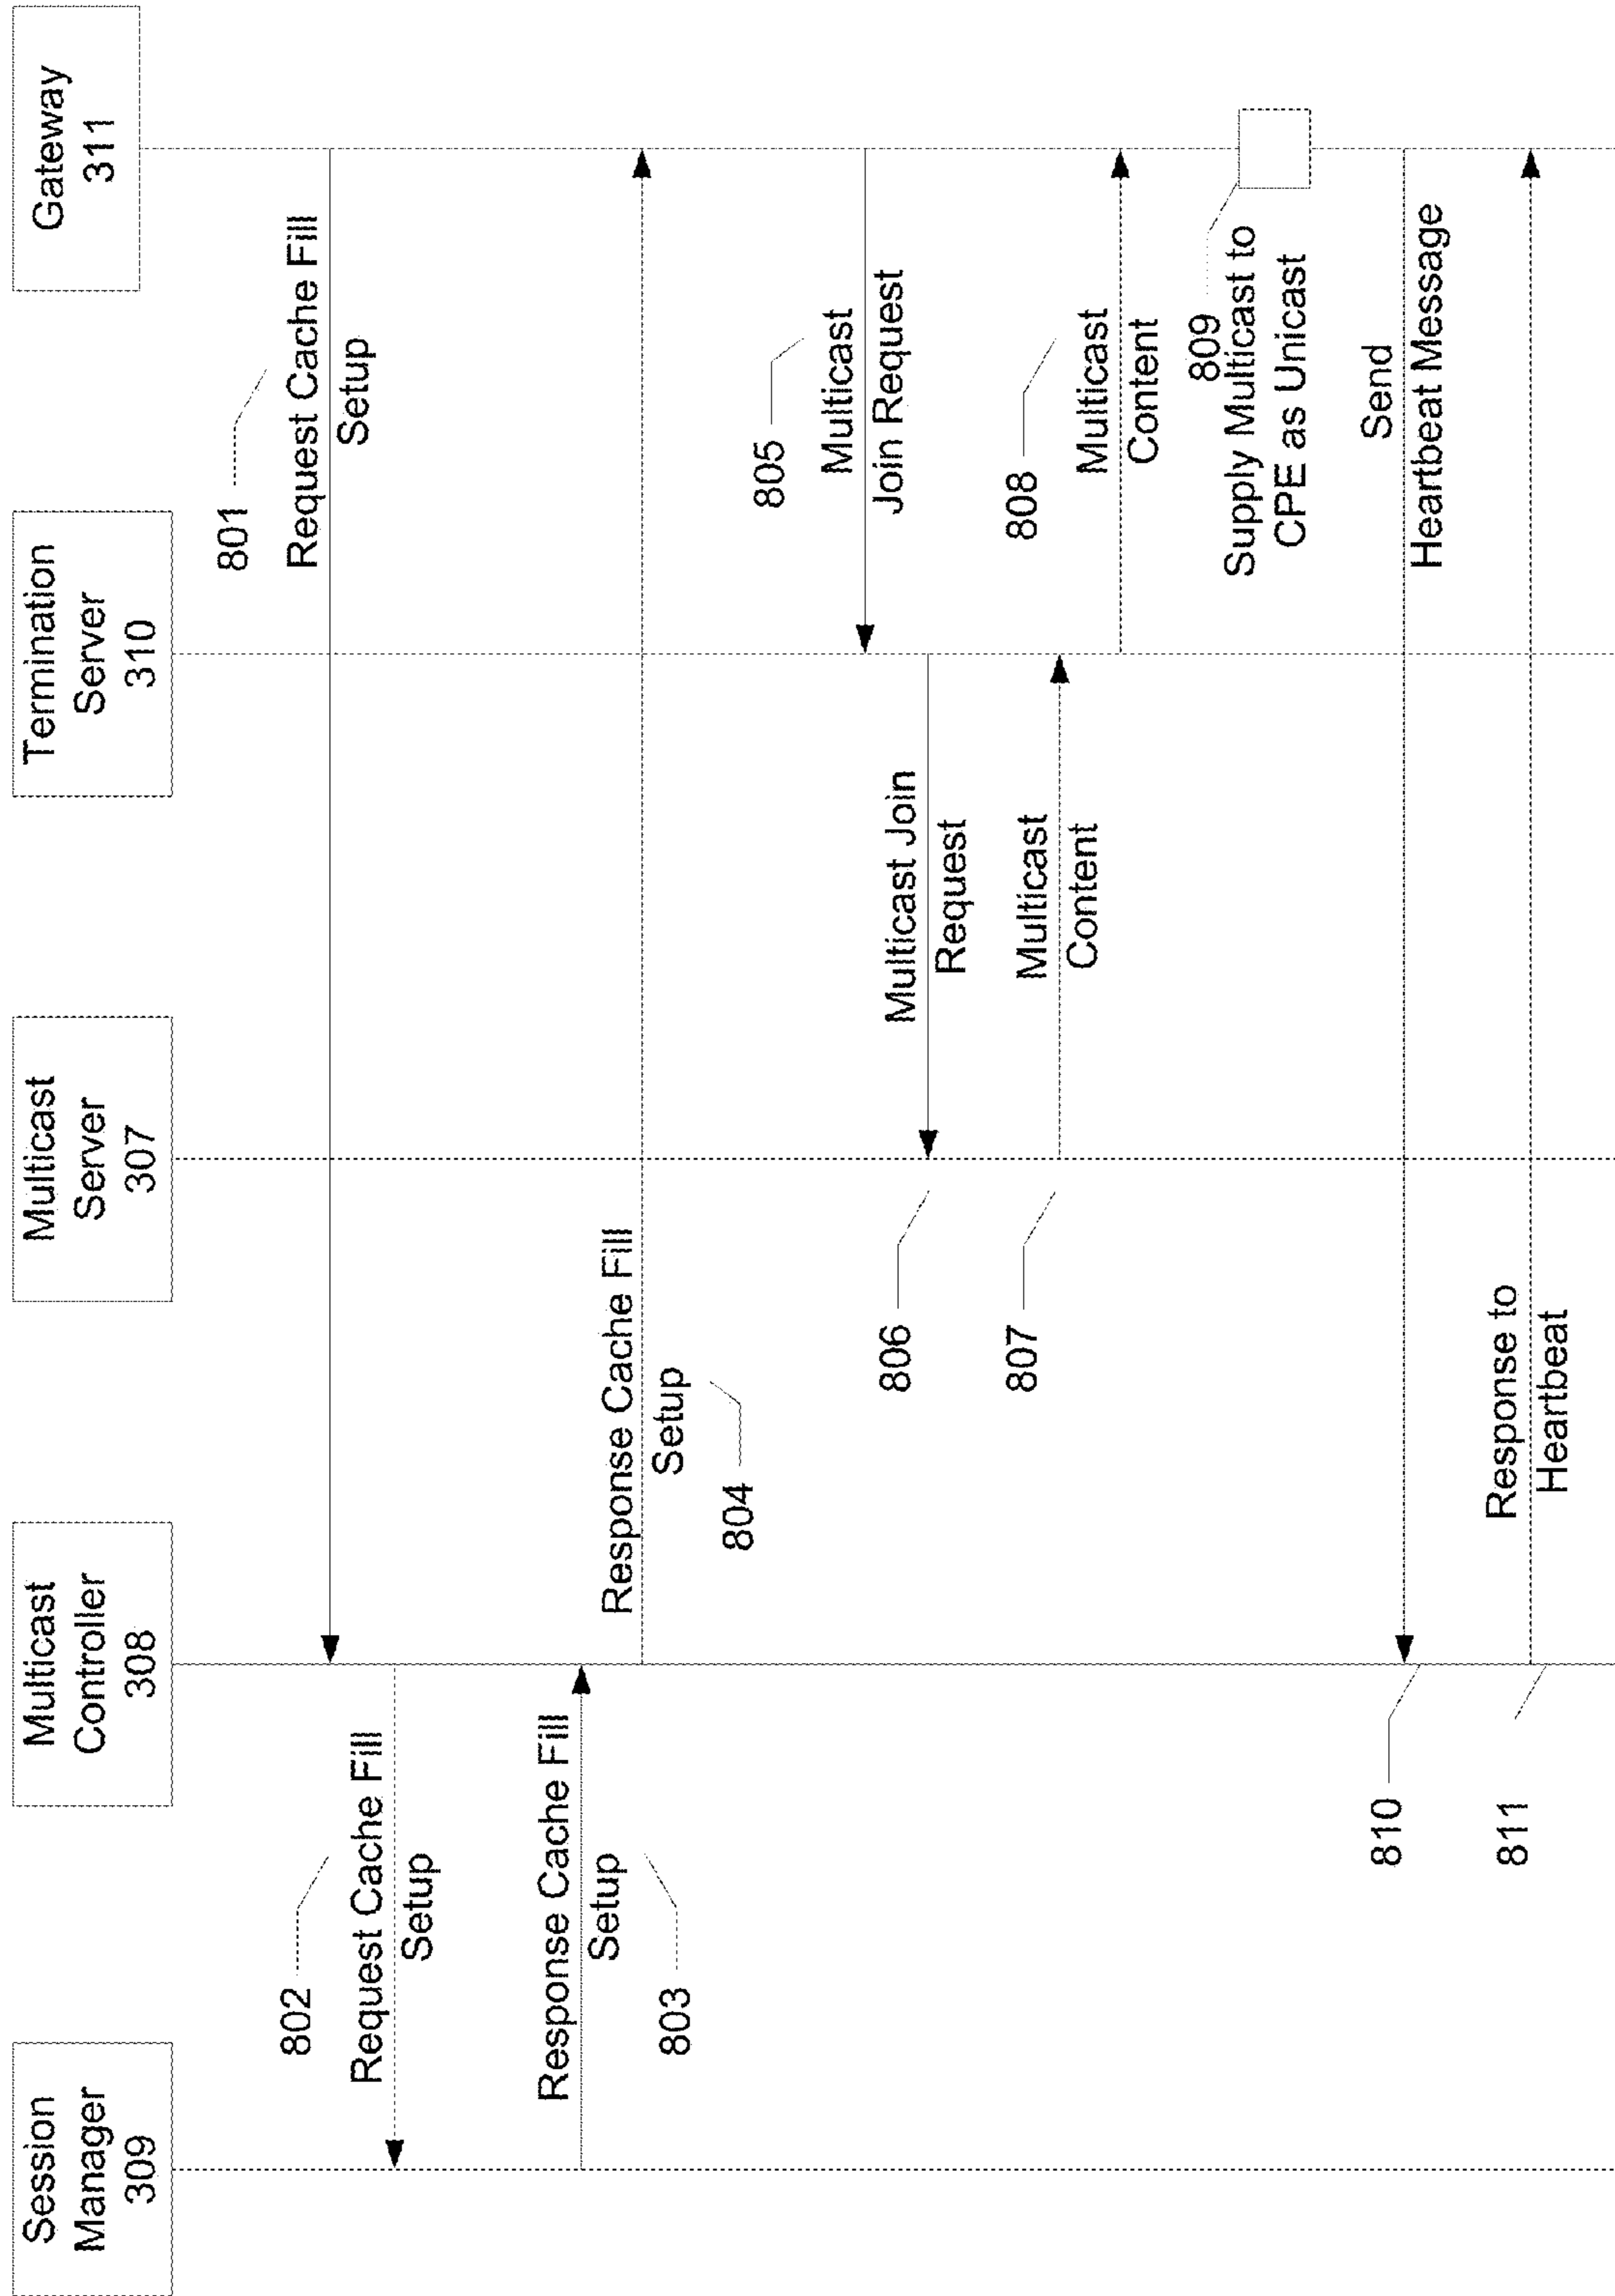 Session
Manager
309
Multicast
Controller
308
Multicast
Server
307
Termination
Server
310
Gateway
311
801
Request Cache Fill
Setup
802
Request Cache Fill
Setup
Response Cache Fill
Setup
803
Response Cache Fill
Setup
804
805
Multicast
Join Request
Multicast Join
Request
806
Multicast
Content
807
808
Multicast
Content
809
Supply Multicast to
CPE as Unicast
Send
Heartbeat Message
810
Response to
Heartbeat
811